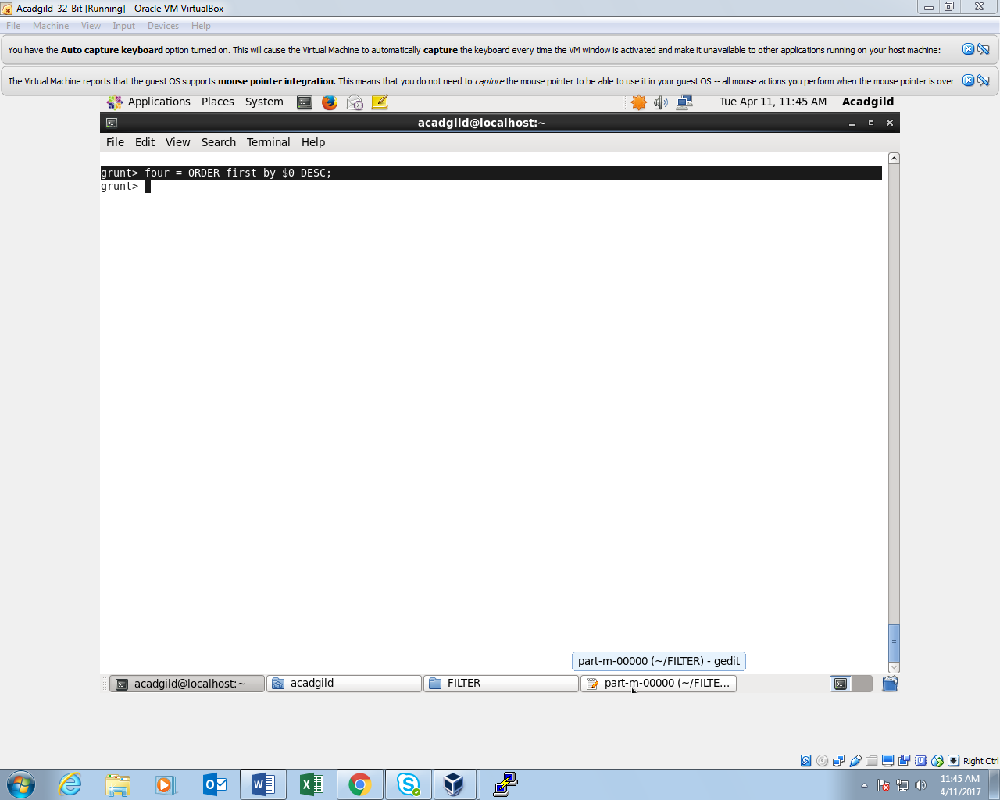 Acadgild_32_Bit [Running] - Oracle VM VirtualBox
File Machine View Input Devices Help
You have the Auto capture keyboard option turned on. This will cause the Virtual Machine to automatically capture the keyboard every time the VM window is activated and make it unavailable to other applications running on your host machine:
The Virtual Machine reports that the guest OS supports mouse pointer integration. This means that you do not need to capture the mouse pointer to be able to use it in your guest OS -- all mouse actions you perform when the mouse pointer is over
Applications Places System Tue Apr 11, 11:45 AM Acadgild
acadgild@localhost:~
File Edit View Search Terminal Help
grunt> four = ORDER first by $0 DESC;
grunt>
part-m-00000 (~/FILTER) - gedit
acadgild@localhost:~ acadgild FILTER part-m-00000 (~/FILTE...
Right Ctrl
11:45 AM
4/11/2017